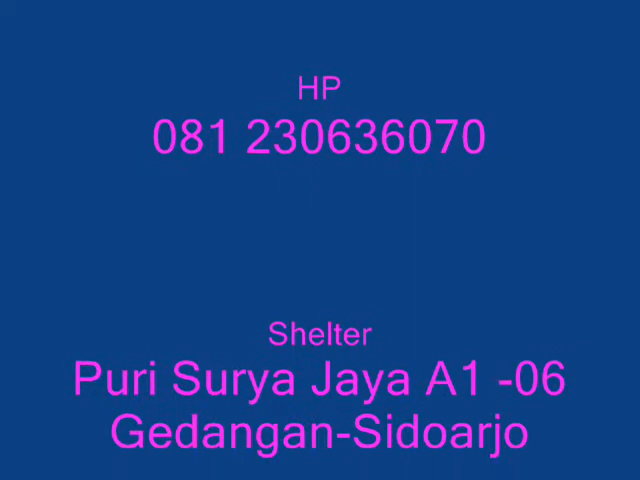 HP
081 230636070
Shelter
Puri Surya Jaya A1 -06
Gedangan-Sidoarjo